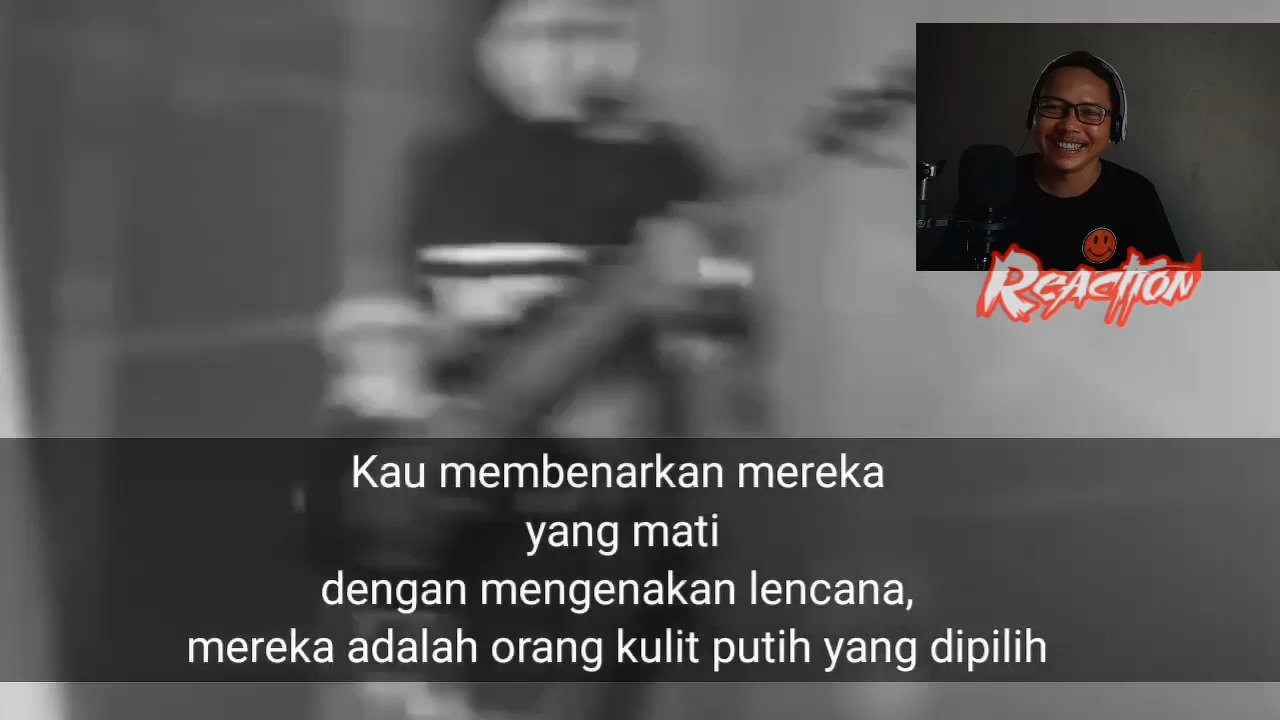 Reaction
Kau membenarkan mereka
yang mati
dengan mengenakan lencana,
mereka adalah orang kulit putih yang dipilih